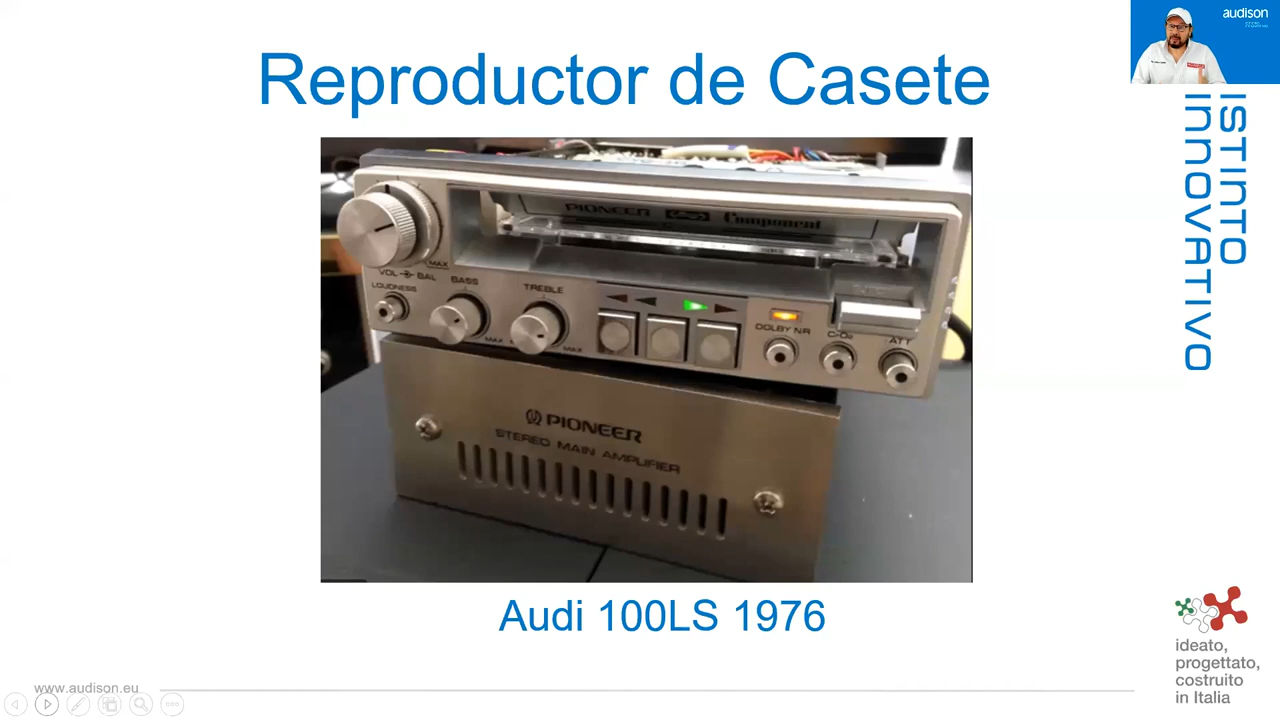 Reproductor de Casete
audison
ISTINTO
INNOVATIVO
PIONEER Component
MAX
VOL BAL
LOUDNESS
BASS
TREBLE
MAX
MAX
DOLBY NR
ATT
PIONEER
STEREO MAIN AMPLIFIER
Audi 100LS 1976
ideato,
progettato,
costruito
in Italia
www.audison.eu